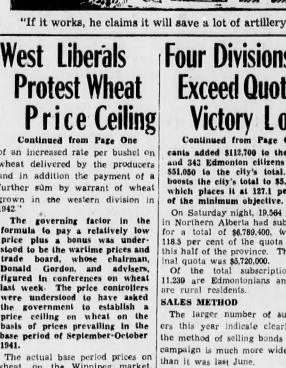 "If it works, he claims it will save a lot of artillery
West Liberals
Protest Wheat
Price Ceiling
Continued from Page One
of an increased rate per bushel on
wheat delivered by the producers
and in addition the payment of a
further sum by warrant of wheat
grown in the western division in
1942."
The governing factor in the
formula to pay a relatively low
price plus a bonus was under-
stood to be the wartime prices and
trade board, whose chairman,
Donald Gordon, and advisers,
figured in conferences on wheat
last week. The price controllers
were understood to have asked
the government to establish a
price ceiling on wheat on the
basis of prices prevailing in the
base period of September-October
1941.
The actual base period prices on
wheat on the Winnipeg market
Four Divisions
Exceed Quot
Victory Lo
Continued from Page
cants added $112,700 to the
and 343 Edmonton citizens
$51,050 to the city's total.
boosts the city's total to $5,
which places it at 127.1 pe
of the minimum objective.
On Saturday night, 19,564
in Northern Alberta had sub
for a total of $6,789,400, w
118.5 per cent of the quota
this half of the province. Th
inal quota was $5,720,000.
Of the total subscriptio
11,239 are Edmontonians an
are rural residents.
SALES METHOD
The larger number of su
ers this year indicate clearl
the method of selling bonds
campaign is much more wide
than it was last June.